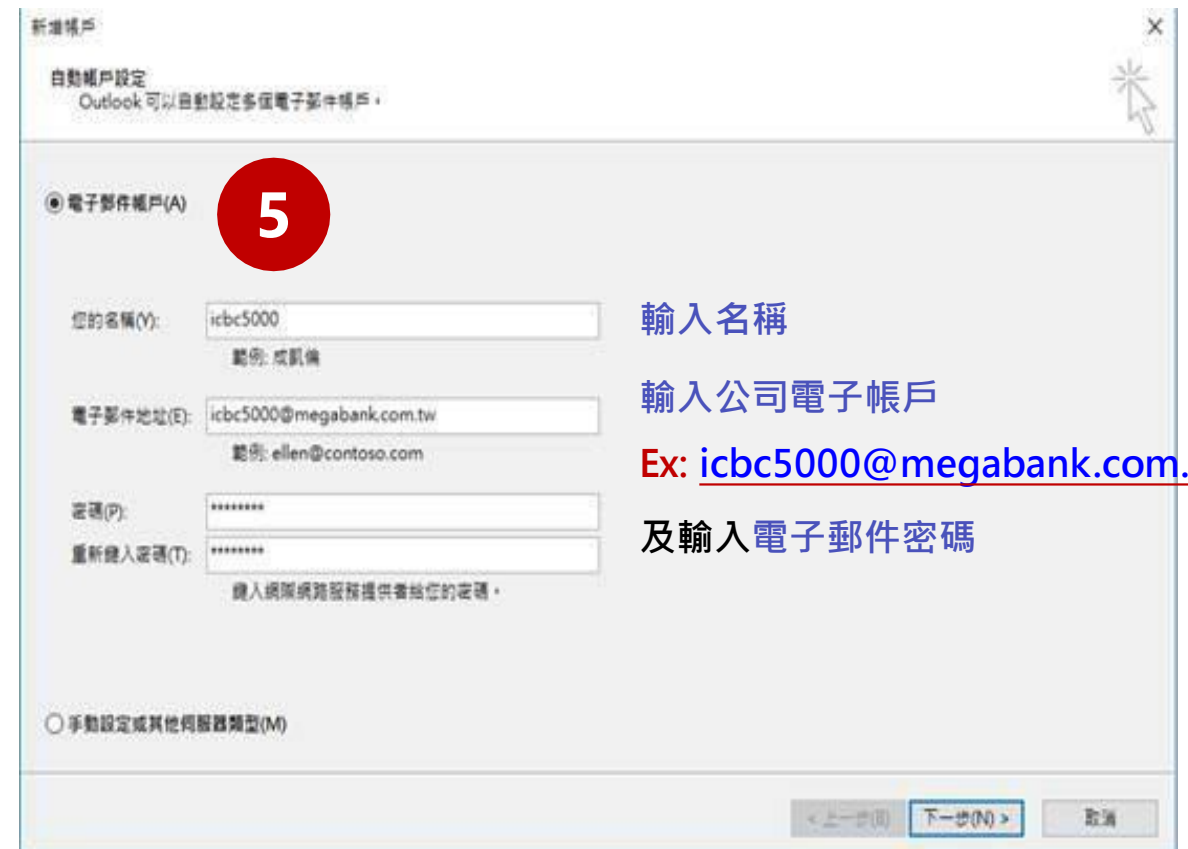 新增帳戶
自動帳戶設定
Outlook 可以自動設定多個電子郵件帳戶。
電子郵件帳戶(A)
5
您的名稱(Y):
icbc5000
輸入名稱
範例: 成凱倫
輸入公司電子帳戶
電子郵件地址(E):
icbc5000@megabank.com.tw
範例: ellen@contoso.com
Ex: icbc5000@megabank.com.
密碼(P):
********
及輸入電子郵件密碼
重新鍵入密碼(T):
********
鍵入網際網路服務提供者給您的密碼。
手動設定或其他伺服器類型(M)
< 上一步(B)
下一步(N) >
取消